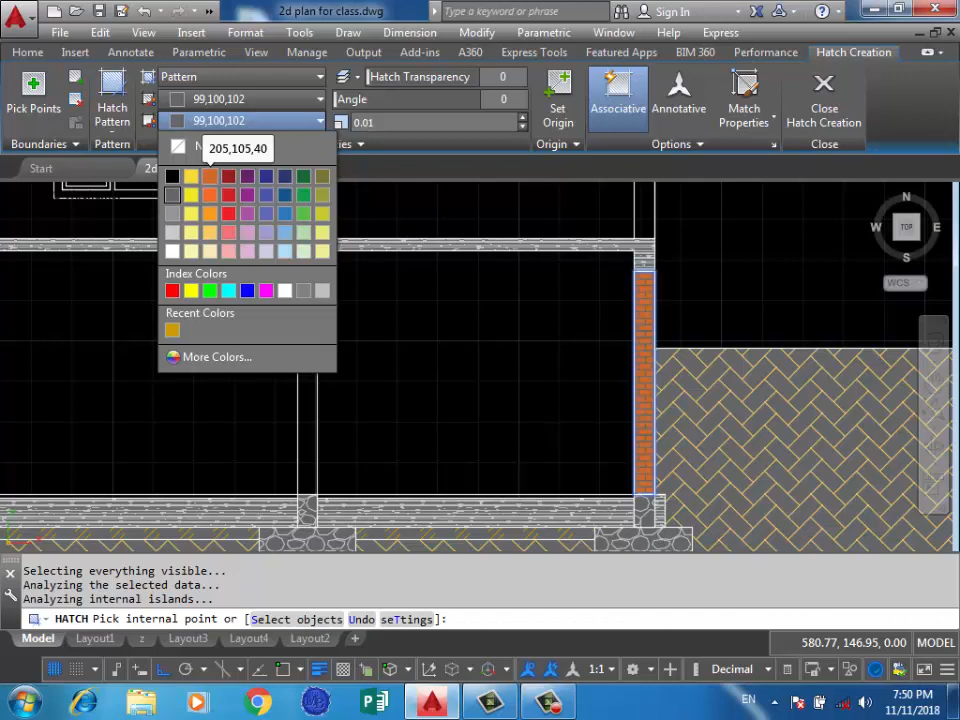 2d plan for class.dwg
Type a keyword or phrase
Sign In
File Edit View Insert Format Tools Draw Dimension Modify Parametric Window Help Express
Home Insert Annotate Parametric View Manage Output Add-ins A360 Express Tools Featured Apps BIM 360 Performance Hatch Creation
Pick Points
Hatch Pattern
Pattern
99,100,102
99,100,102
Hatch Transparency 0
Angle 0
0.01
Set Origin
Associative
Annotative
Match Properties
Close Hatch Creation
Boundaries Pattern Origin Options Close
Start 2d
N
205,105,40
Index Colors
Recent Colors
More Colors...
N
W TOP E
S
WCS
Selecting everything visible...
Analyzing the selected data...
Analyzing internal islands...
HATCH Pick internal point or [Select objects Undo seTtings]:
Model Layout1 z Layout3 Layout4 Layout2 +
580.77, 146.95, 0.00 MODEL
1:1 Decimal
EN
7:50 PM
11/11/2018